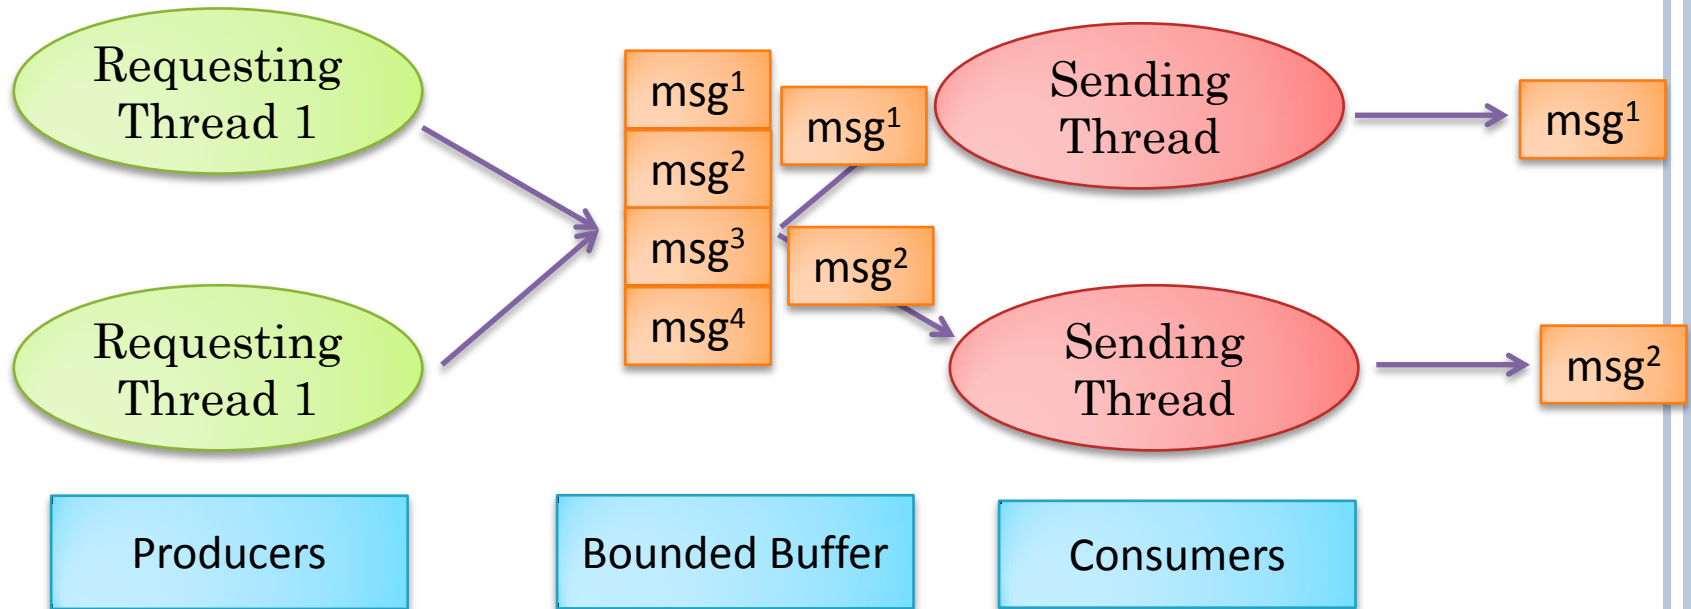 Requesting
Thread 1
Requesting
Thread 1
msg¹
msg²
msg³
msg⁴
msg¹
msg²
Sending
Thread
Sending
Thread
msg¹
msg²
Producers
Bounded Buffer
Consumers